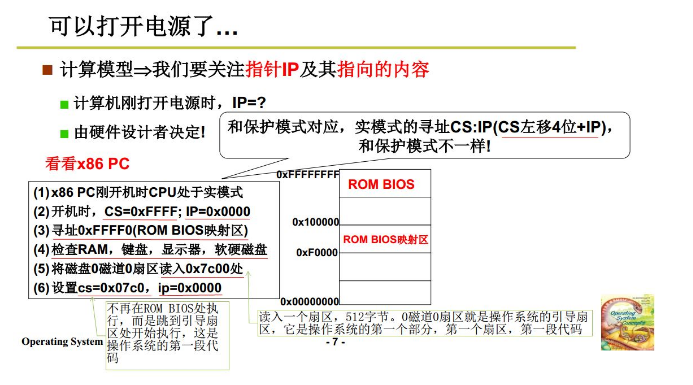 可以打开电源了…
计算模型⇒我们要关注指针IP及其指向的内容
计算机刚打开电源时，IP=?
由硬件设计者决定!
和保护模式对应，实模式的寻址CS:IP(CS左移4位+IP)，
和保护模式不一样!
看看x86 PC
(1) x86 PC刚开机时CPU处于实模式
(2) 开机时，CS=0xFFFF; IP=0x0000
(3) 寻址0xFFFF0(ROM BIOS映射区)
(4) 检查RAM，键盘，显示器，软硬磁盘
(5) 将磁盘0磁道0扇区读入0x7c00处
(6) 设置cs=0x07c0，ip=0x0000
0xFFFFFFFF
ROM BIOS
0x100000
ROM BIOS映射区
0xF0000
0x00000000
不再在ROM BIOS处执
行，而是跳到引导扇
区处开始执行，这是
操作系统的第一段代
码
读入一个扇区，512字节。0磁道0扇区就是操作系统的引导扇
区，它是操作系统的第一个部分，第一个扇区，第一段代码
Operating System
- 7 -
Operating
System
Concepts